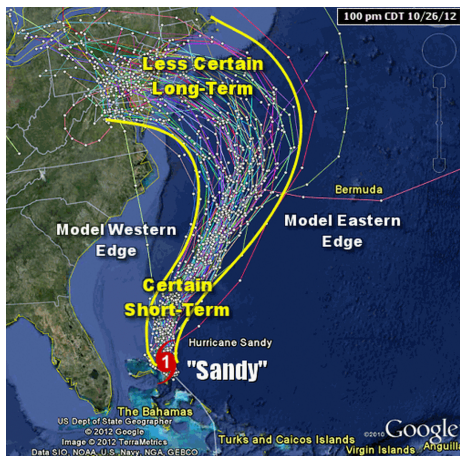 100 pm CDT 10/26/12
Less Certain
Long-Term
Bermuda
Model Western
Edge
Model Eastern
Edge
Certain
Short-Term
Hurricane Sandy
1
"Sandy"
The Bahamas
US Dept of State Geographer
© 2012 Google
Image © 2012 TerraMetrics
Data SIO, NOAA, U.S. Navy, NGA, GEBCO
Turks and Caicos Islands
©2010 Google
Virgin Islands
Anguilla